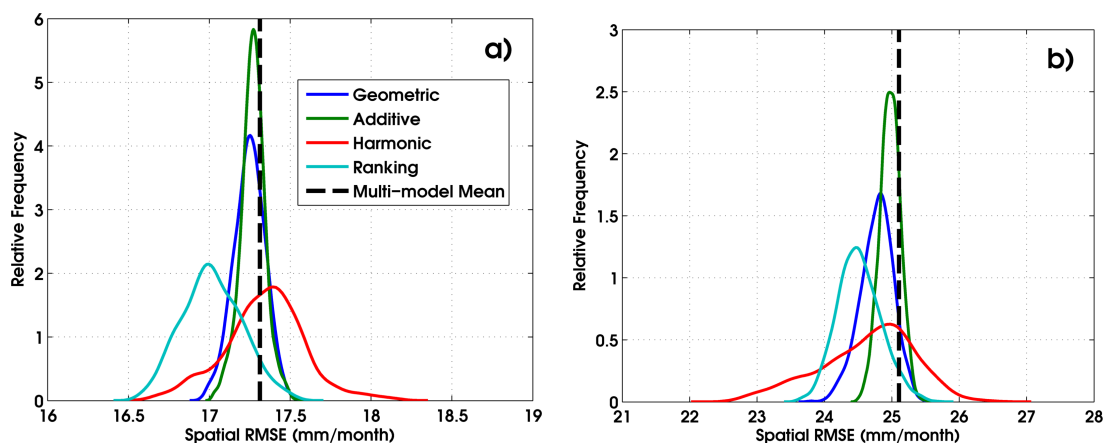 a)
6
5
4
3
2
1
0
Relative Frequency
Geometric
Additive
Harmonic
Ranking
Multi-model Mean
16 16.5 17 17.5 18 18.5 19
Spatial RMSE (mm/month)
b)
3
2.5
2
1.5
1
0.5
0
Relative Frequency
21 22 23 24 25 26 27 28
Spatial RMSE (mm/month)